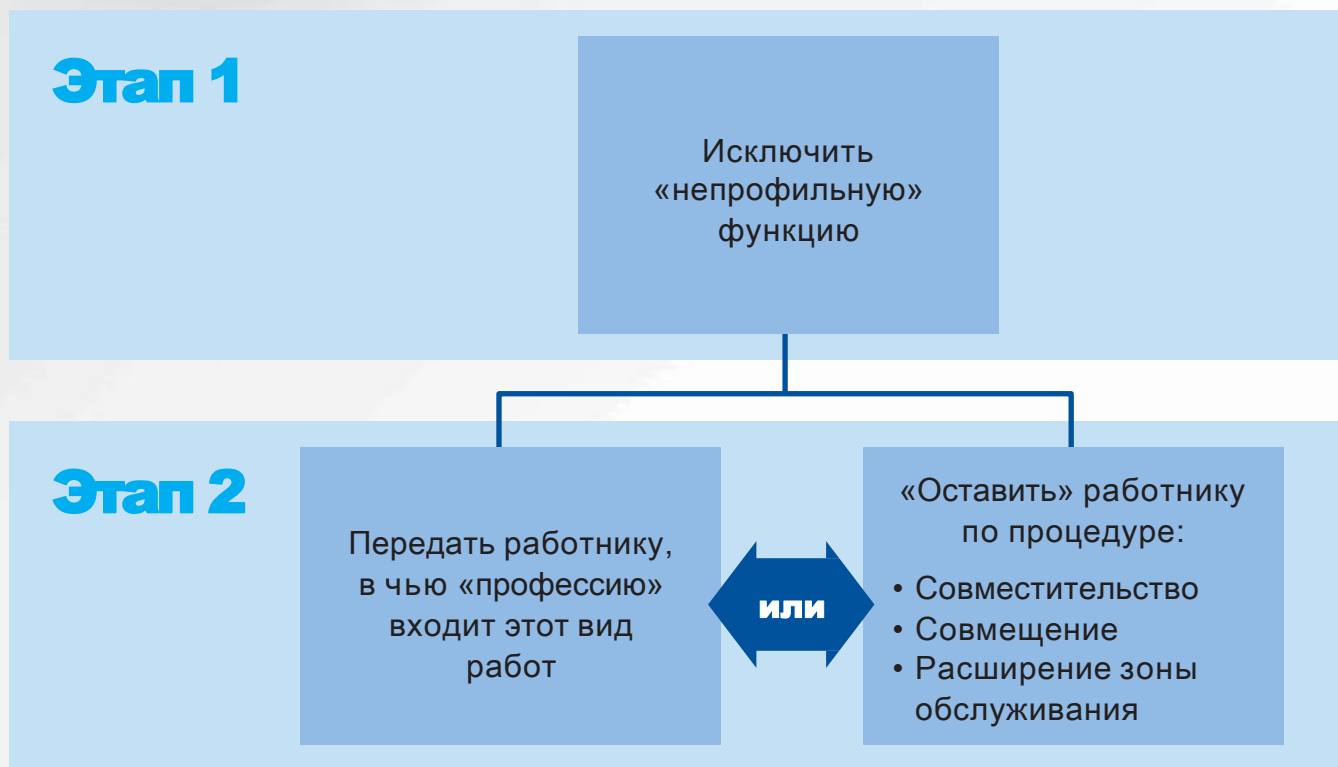 Этап 1
Исключить
«непрофильную»
функцию
Этап 2
Передать работнику,
в чью «профессию»
входит этот вид
работ
или
«Оставить» работнику
по процедуре:
• Совместительство
• Совмещение
• Расширение зоны
обслуживания